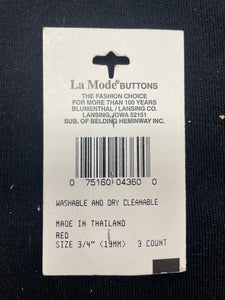 La Mode® BUTTONS
THE FASHION CHOICE
FOR MORE THAN 100 YEARS
BLUMENTHAL / LANSING CO.
LANSING, IOWA 52151
SUB. OF BELDING HEMINWAY INC.
0 75160 04360 0
WASHABLE AND DRY CLEANABLE
MADE IN THAILAND
RED
SIZE 3/4" (19MM) 3 COUNT